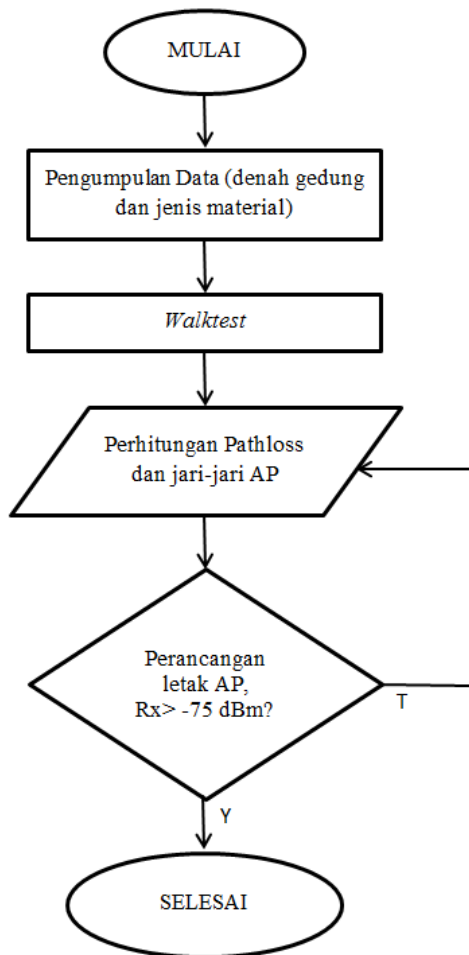 MULAI
Pengumpulan Data (denah gedung
dan jenis material)
Walktest
Perhitungan Pathloss
dan jari-jari AP
Perancangan
letak AP,
Rx> -75 dBm?
T
Y
SELESAI